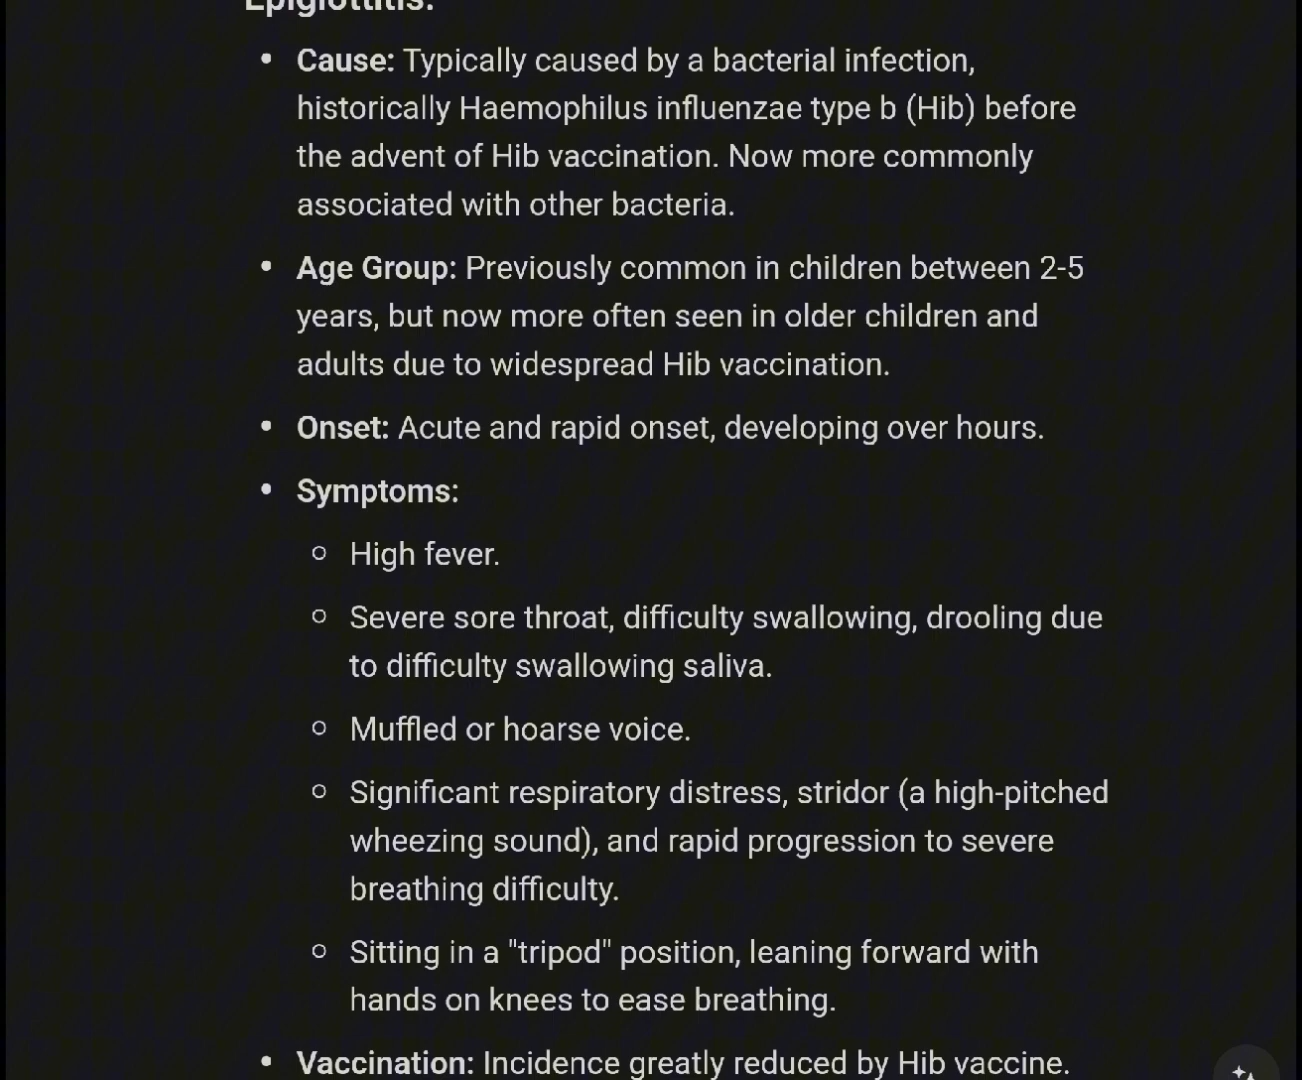 Epiglottitis:
• Cause: Typically caused by a bacterial infection,
historically Haemophilus influenzae type b (Hib) before
the advent of Hib vaccination. Now more commonly
associated with other bacteria.
• Age Group: Previously common in children between 2-5
years, but now more often seen in older children and
adults due to widespread Hib vaccination.
• Onset: Acute and rapid onset, developing over hours.
• Symptoms:
○ High fever.
○ Severe sore throat, difficulty swallowing, drooling due
to difficulty swallowing saliva.
○ Muffled or hoarse voice.
○ Significant respiratory distress, stridor (a high-pitched
wheezing sound), and rapid progression to severe
breathing difficulty.
○ Sitting in a "tripod" position, leaning forward with
hands on knees to ease breathing.
• Vaccination: Incidence greatly reduced by Hib vaccine.